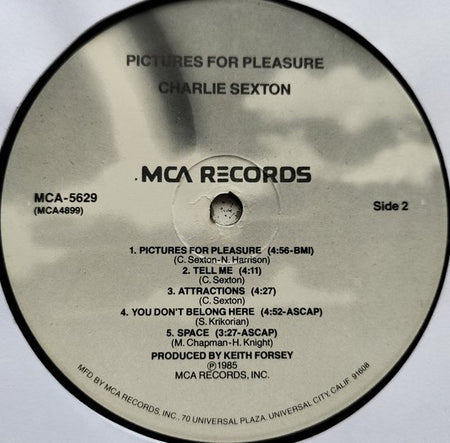 PICTURES FOR PLEASURE
CHARLIE SEXTON
MCA RECORDS
MCA-5629
(MCA4899)
Side 2
1. PICTURES FOR PLEASURE (4:56-BMI)
(C. Sexton-N. Harrison)
2. TELL ME (4:11)
(C. Sexton)
3. ATTRACTIONS (4:27)
(C. Sexton)
4. YOU DON'T BELONG HERE (4:52-ASCAP)
(S. Krikorian)
5. SPACE (3:27-ASCAP)
(M. Chapman-H. Knight)
PRODUCED BY KEITH FORSEY
Ⓟ1985
MCA RECORDS, INC.
MFD. BY MCA RECORDS, INC., 70 UNIVERSAL PLAZA, UNIVERSAL CITY, CALIF. 91608